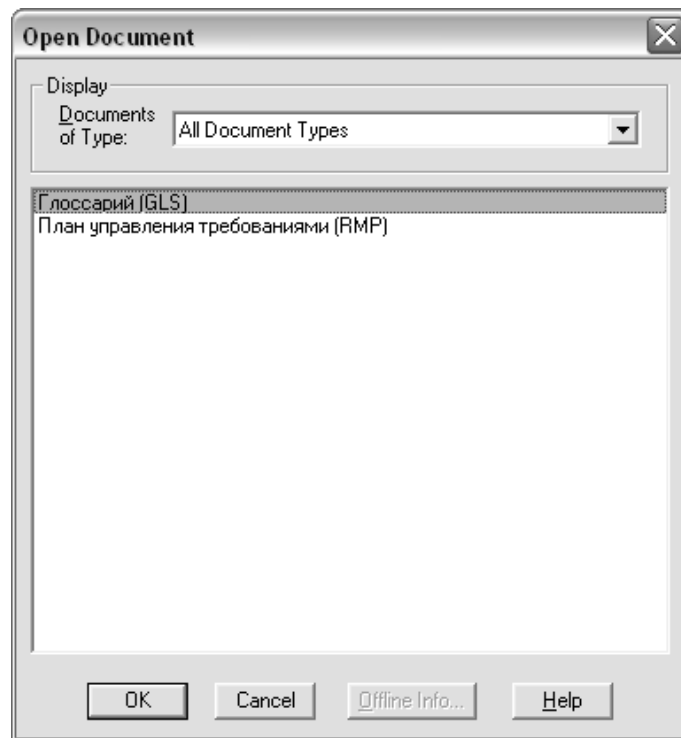 Open Document
Display
Documents
of Type:
All Document Types
Глоссарий (GLS)
План управления требованиями (RMP)
OK
Cancel
Offline Info...
Help